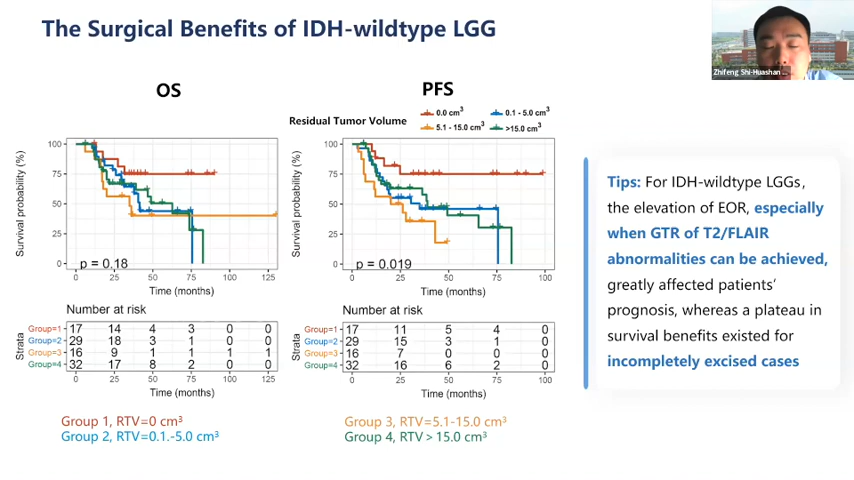 The Surgical Benefits of IDH-wildtype LGG
Zhifeng Shi-Huashan
OS
PFS
Residual Tumor Volume
0.0 cm³
0.1 - 5.0 cm³
5.1 - 15.0 cm³
>15.0 cm³
Survival probability (%)
100
75
50
25
0
p = 0.18
0 25 50 75 100 125
Time (months)
Survival probability (%)
100
75
50
25
0
p = 0.019
0 25 50 75 100
Time (months)
Number at risk
Strata
Group=1 17 14 4 3 0 0
Group=2 29 18 3 1 0 0
Group=3 16 9 1 1 1 1
Group=4 32 17 8 2 0 0
0 25 50 75 100 125
Time (months)
Number at risk
Strata
Group=1 17 11 5 4 0
Group=2 29 15 3 1 0
Group=3 16 7 0 0 0
Group=4 32 16 6 2 0
0 25 50 75 100
Time (months)
Group 1, RTV=0 cm³
Group 2, RTV=0.1.-5.0 cm³
Group 3, RTV=5.1-15.0 cm³
Group 4, RTV > 15.0 cm³
Tips: For IDH-wildtype LGGs,
the elevation of EOR, especially
when GTR of T2/FLAIR
abnormalities can be achieved,
greatly affected patients'
prognosis, whereas a plateau in
survival benefits existed for
incompletely excised cases